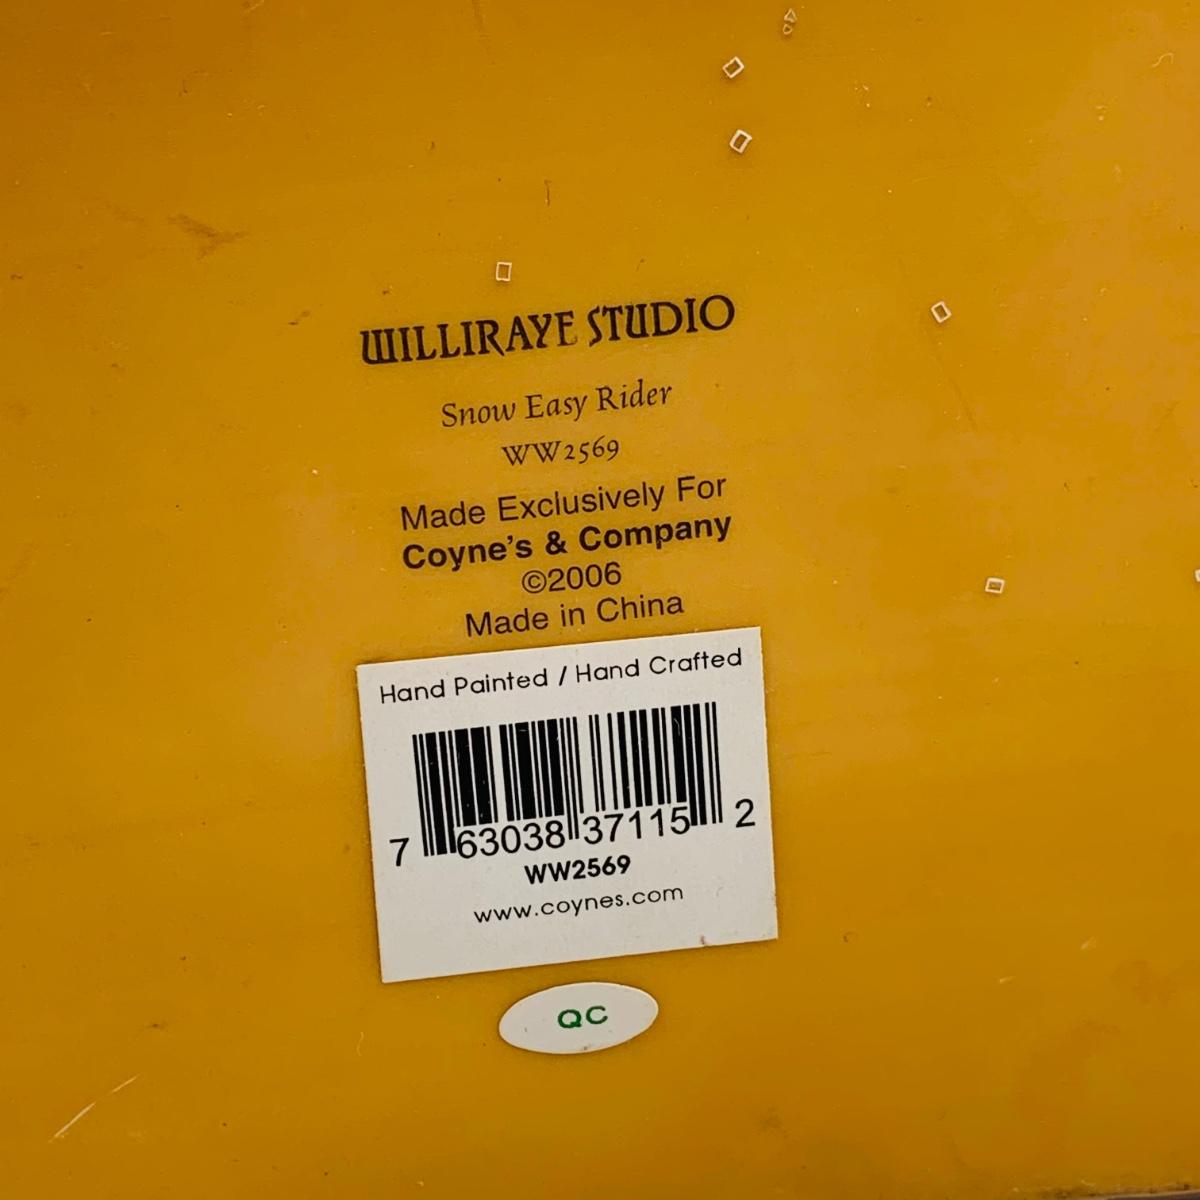 WILLIRAYE STUDIO
Snow Easy Rider
WW2569
Made Exclusively For
Coyne's & Company
©2006
Made in China
Hand Painted / Hand Crafted
7 63038 37115 2
WW2569
www.coynes.com
QC